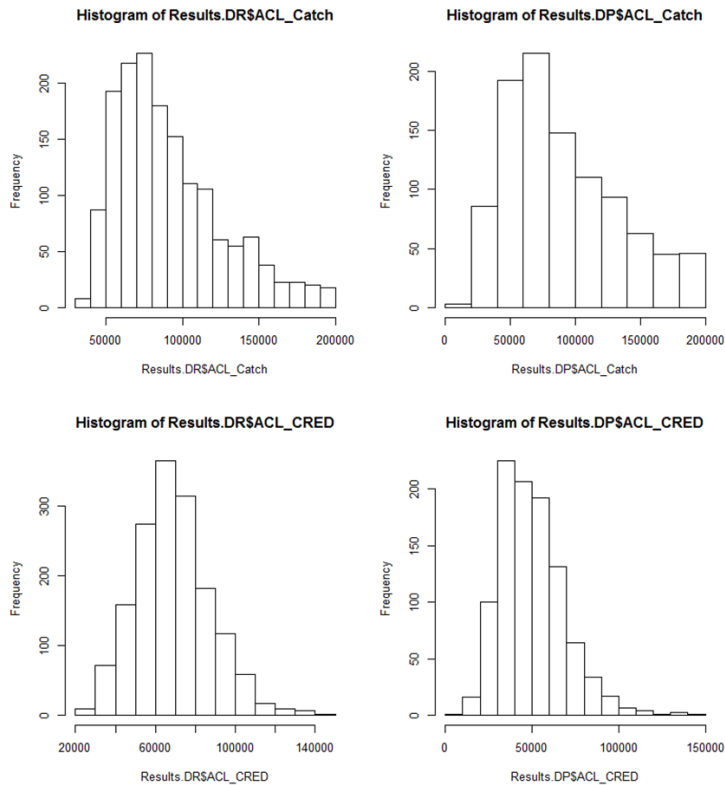 Histogram of Results.DR$ACL_Catch
Frequency
200
150
100
50
0
50000 100000 150000 200000
Results.DR$ACL_Catch
Histogram of Results.DP$ACL_Catch
Frequency
200
150
100
50
0
0 50000 100000 150000 200000
Results.DP$ACL_Catch
Histogram of Results.DR$ACL_CRED
Frequency
300
200
100
0
20000 60000 100000 140000
Results.DR$ACL_CRED
Histogram of Results.DP$ACL_CRED
Frequency
200
150
100
50
0
0 50000 100000 150000
Results.DP$ACL_CRED